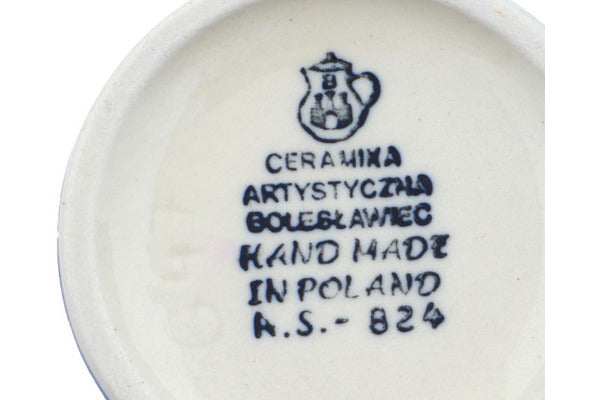 B
CERAMIKA
ARTYSTYCZNA
BOLESŁAWIEC
HAND MADE
IN POLAND
A.S.- 824